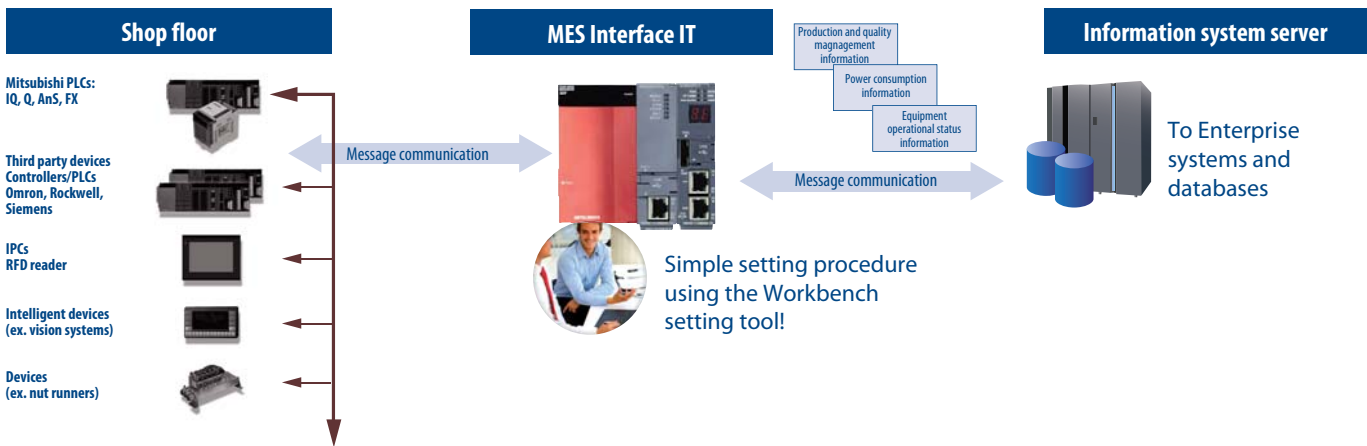 Shop floor
Mitsubishi PLCs:
IQ, Q, AnS, FX
Third party devices
Controllers/PLCs
Omron, Rockwell,
Siemens
IPCs
RFD reader
Intelligent devices
(ex. vision systems)
Devices
(ex. nut runners)
Message communication
MES Interface IT
Simple setting procedure
using the Workbench
setting tool!
Production and quality
magnagement
information
Power consumption
information
Equipment
operational status
information
Message communication
Information system server
To Enterprise
systems and
databases